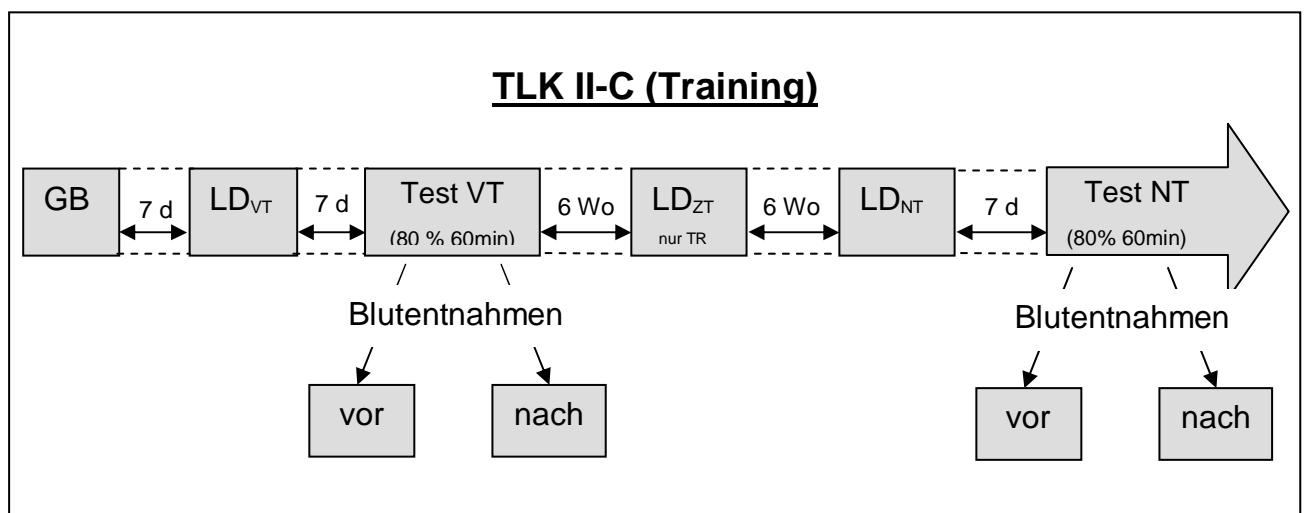 TLK II-C (Training)
GB
7 d
LDVT
7 d
Test VT
(80 % 60min)
6 Wo
LDZT
nur TR
6 Wo
LDNT
7 d
Test NT
(80% 60min)
Blutentnahmen
Blutentnahmen
vor
nach
vor
nach